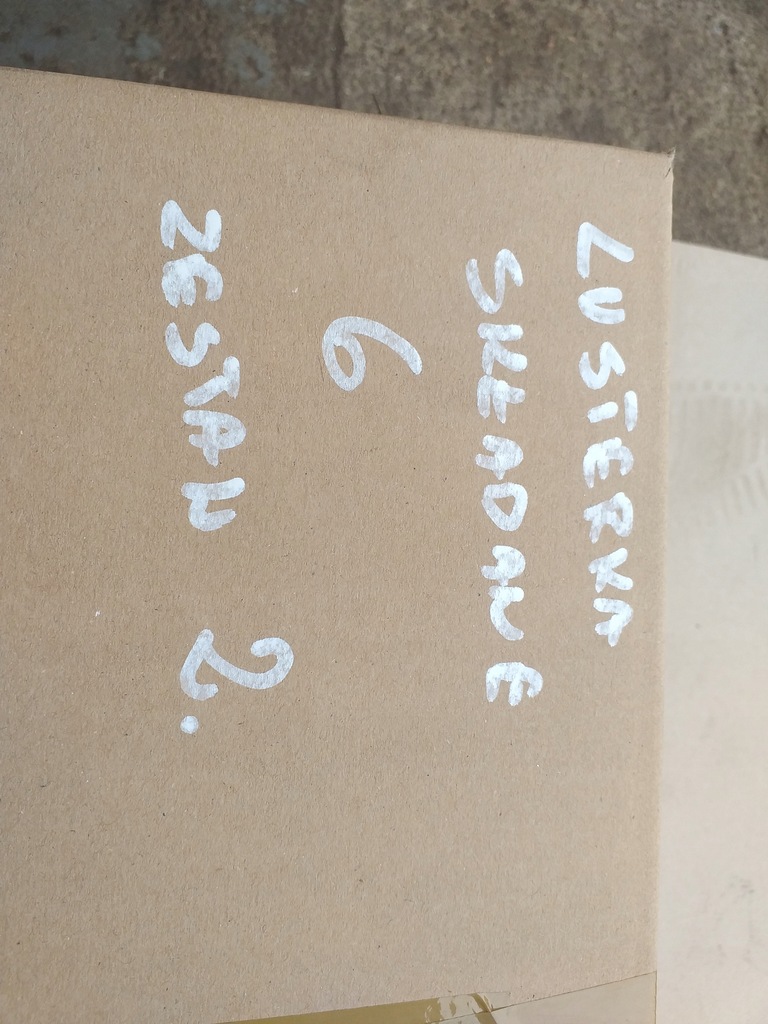 LUSTERKA
SKŁADANE
6
ZESTAW 2.